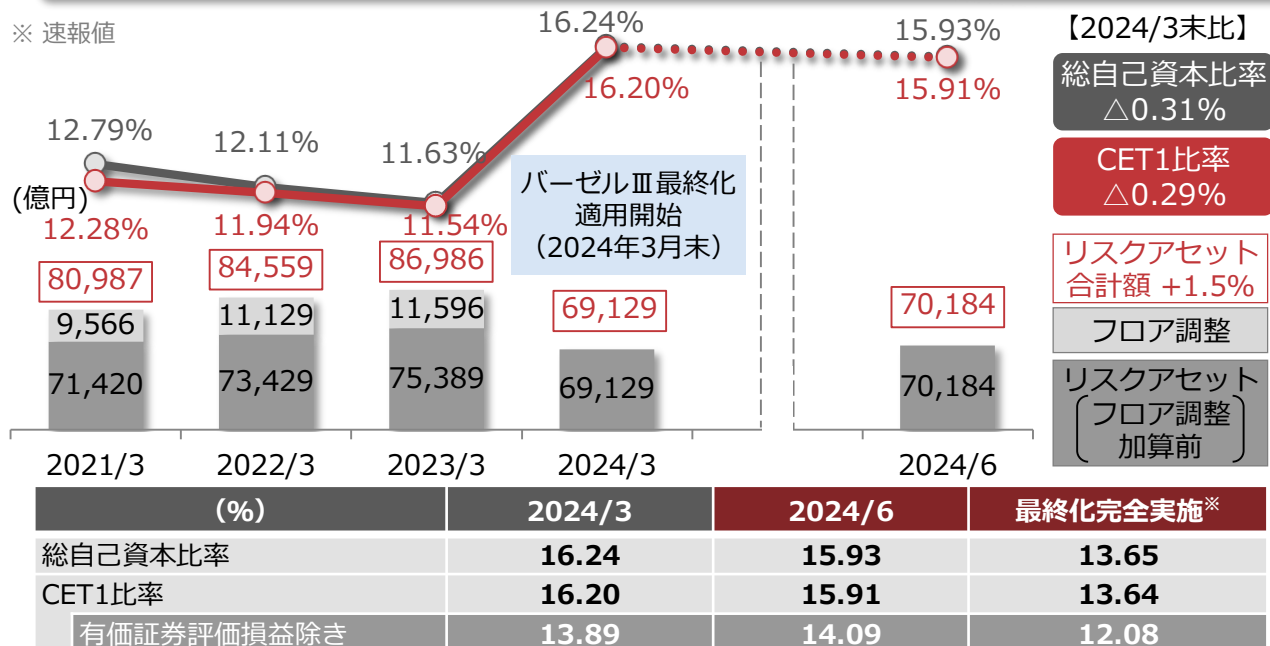 ※ 速報値
16.24%
15.93%
【2024/3末比】
総自己資本比率
△0.31%
16.20%
15.91%
12.79%
12.11%
11.63%
CET1比率
△0.29%
バーゼルⅢ最終化
適用開始
（2024年3月末）
(億円)
12.28%
11.94%
11.54%
リスクアセット
合計額 +1.5%
80,987
84,559
86,986
69,129
70,184
9,566
11,129
11,596
フロア調整
71,420
73,429
75,389
69,129
70,184
リスクアセット
フロア調整
加算前
2021/3
2022/3
2023/3
2024/3
2024/6
（%） 2024/3 2024/6 最終化完全実施※
総自己資本比率 16.24 15.93 13.65
CET1比率 16.20 15.91 13.64
有価証券評価損益除き 13.89 14.09 12.08